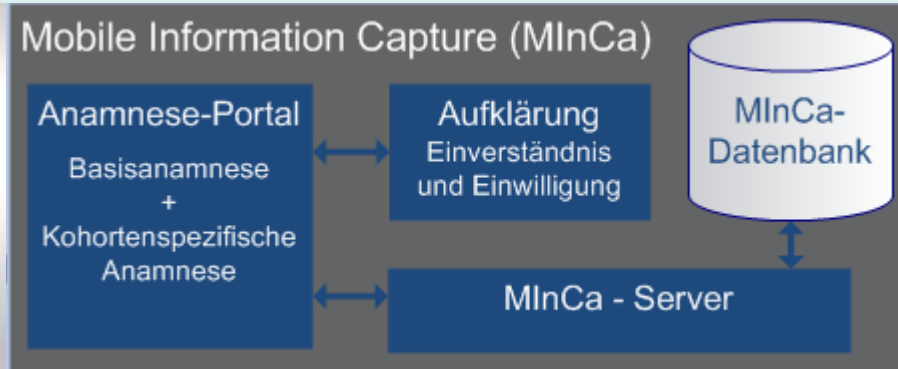 Mobile Information Capture (MInCa)
Anamnese-Portal
Basisanamnese
+
Kohortenspezifische
Anamnese
Aufklärung
Einverständnis
und Einwilligung
MInCa-
Datenbank
MInCa - Server